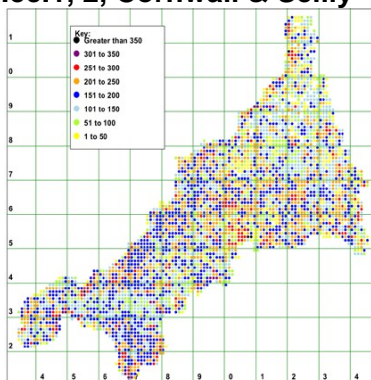 Cornwall & Scilly
Key:
Greater than 350
301 to 350
251 to 300
201 to 250
151 to 200
101 to 150
51 to 100
1 to 50
1
0
9
8
7
6
5
4
3
2
4 5 6 7 8 9 0 1 2 3 4